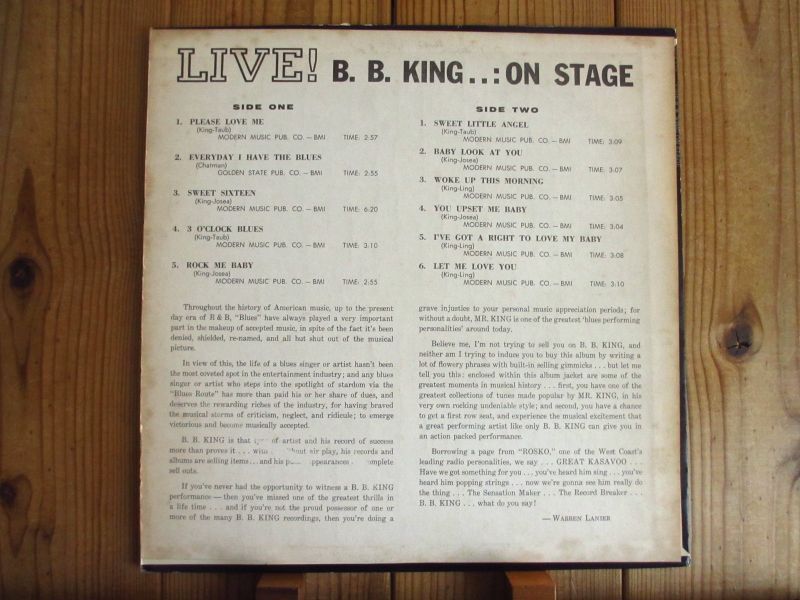 LIVE! B. B. KING..:ON STAGE
SIDE ONE
1. PLEASE LOVE ME
(King-Taub)
MODERN MUSIC PUB. CO. — BMI TIME: 2:57
2. EVERYDAY I HAVE THE BLUES
(Chatman)
GOLDEN STATE PUB. CO. — BMI TIME: 2:55
3. SWEET SIXTEEN
(King-Josea)
MODERN MUSIC PUB. CO. — BMI TIME: 6:20
4. 3 O'CLOCK BLUES
(King-Taub)
MODERN MUSIC PUB. CO. — BMI TIME: 3.10
5. ROCK ME BABY
(King-Josea)
MODERN MUSIC PUB. CO. — BMI TIME: 2:55
SIDE TWO
1. SWEET LITTLE ANGEL
(King-Taub)
MODERN MUSIC PUB. CO. — BMI TIME: 3:09
2. BABY LOOK AT YOU
(King-Josea)
MODERN MUSIC PUB. CO. — BMI TIME: 3.07
3. WOKE UP THIS MORNING
(King-Ling)
MODERN MUSIC PUB. CO. — BMI TIME: 3:05
4. YOU UPSET ME BABY
(King-Josea)
MODERN MUSIC PUB. CO. — BMI TIME: 3.04
5. I'VE GOT A RIGHT TO LOVE MY BABY
(King-Ling)
MODERN MUSIC PUB. CO. — BMI TIME: 3:08
6. LET ME LOVE YOU
(King-Ling)
MODERN MUSIC PUB. CO. — BMI TIME: 3.10
Throughout the history of American music, up to the present
day era of R & B, "Blues" have always played a very important
part in the makeup of accepted music, in spite of the fact it's been
denied, shielded, re-named, and all but shut out of the musical
picture.
In view of this, the life of a blues singer or artist hasn't been
the most coveted spot in the entertainment industry; and any blues
singer or artist who steps into the spotlight of stardom via the
"Blues Route" has more than paid his or her share of dues, and
deserves the rewarding riches of the industry, for having braved
the musical storms of criticism, neglect, and ridicule; to emerge
victorious and become musically accepted.
B. B. KING is that of artist and his record of success
more than proves it . . . air play, his records and
albums are selling items . . . and his appearances
sell outs.
If you've never had the opportunity to witness a B. B. KING
performance — then you've missed one of the greatest thrills in
a life time . . . and if you're not the proud possessor of one or
more of the many B. B. KING recordings, then you're doing a
grave injustice to your personal music appreciation periods; for
without a doubt, MR. KING is one of the greatest 'blues performing
personalities' around today.
Believe me, I'm not trying to sell you on B. B. KING, and
neither am I trying to induce you to buy this album by writing a
lot of flowery phrases with built-in selling gimmicks . . . but let me
tell you this: enclosed within this album jacket are some of the
greatest moments in musical history . . . first, you have one of the
greatest collections of tunes made popular by MR. KING, in his
very own rocking undeniable style; and second, you have a chance
to get a first row seat, and experience the musical excitement that
a great performing artist like only B. B. KING can give you in
an action packed performance.
Borrowing a page from "ROSKO," one of the West Coast's
leading radio personalities, we say . . . GREAT KASAVOO . . .
Have we got something for you . . . you've heard him sing . . . you've
heard him popping strings . . . now we're gonna see him really do
the thing . . . The Sensation Maker . . . The Record Breaker . . .
B. B. KING . . . what do you say!
— WARREN LANIER